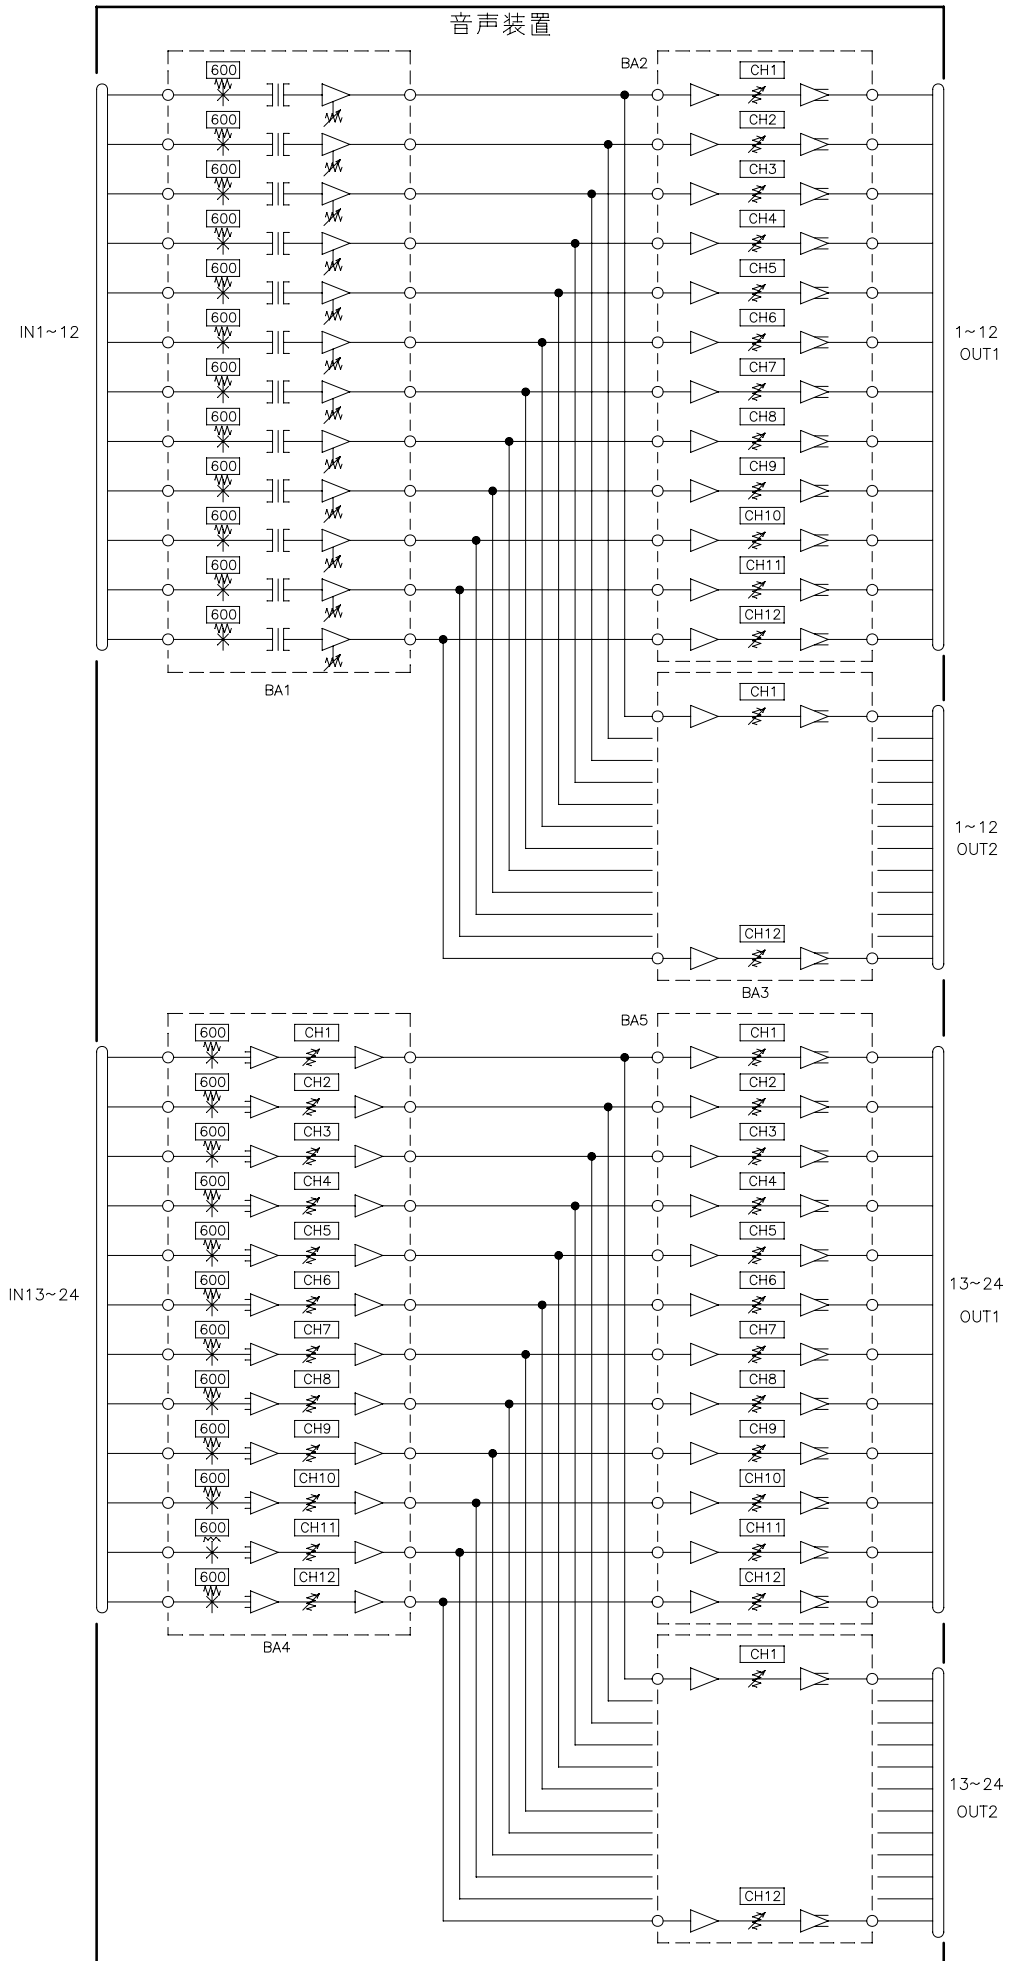 音声装置
BA2
600
CH1
600
CH2
600
CH3
600
CH4
600
CH5
600
CH6
IN1~12
1~12
OUT1
600
CH7
600
CH8
600
CH9
600
CH10
600
CH11
600
CH12
BA1
CH1
1~12
OUT2
CH12
BA3
BA5
600
CH1
CH1
600
CH2
CH2
600
CH3
CH3
600
CH4
CH4
600
CH5
CH5
600
CH6
CH6
IN13~24
13~24
OUT1
600
CH7
CH7
600
CH8
CH8
600
CH9
CH9
600
CH10
CH10
600
CH11
CH11
600
CH12
CH12
BA4
CH1
13~24
OUT2
CH12